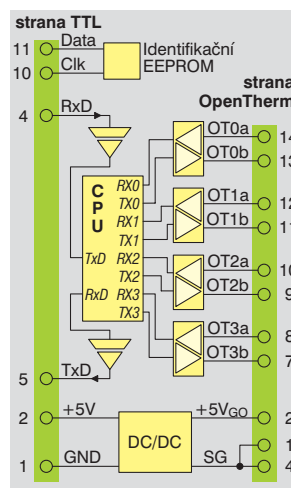 strana TTL
11 Data
Identifikační
10 Clk
EEPROM
strana
OpenTherm
4 RxD
OT0a 14
OT0b 13
CPU
RX0
TX0
RX1
TX1
OT1a 12
OT1b 11
TxD RX2
TX2
OT2a 10
OT2b 9
RxD RX3
TX3
OT3a 8
OT3b 7
5 TxD
2 +5V
+5VGO 2
DC/DC
1
1 GND
SG 4